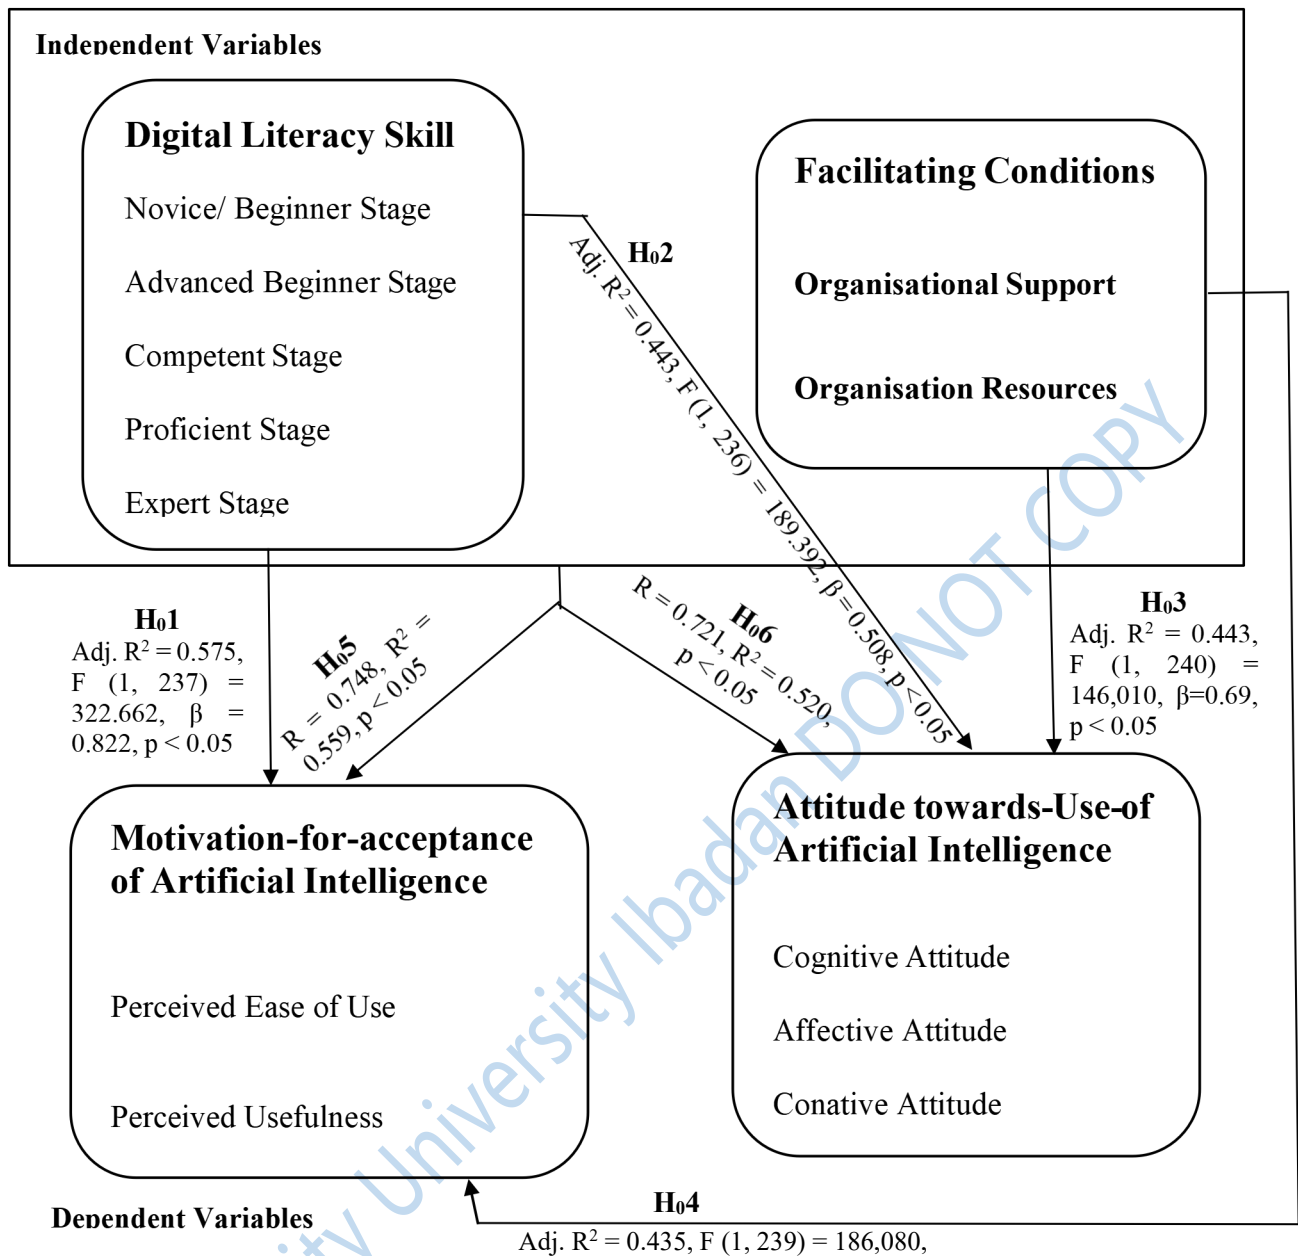 Independent Variables
Digital Literacy Skill
Novice/ Beginner Stage
Advanced Beginner Stage
Competent Stage
Proficient Stage
Expert Stage
Facilitating Conditions
Organisational Support
Organisation Resources
H₀2
Adj. R² = 0.443, F (1, 236) = 189.392, β = 0.508, p < 0.05
H₀1
Adj. R² = 0.575,
F (1, 237) =
322.662, β =
0.822, p < 0.05
H₀5
R = 0.748, R² =
0.559, p < 0.05
H₀6
R = 0.721, R² = 0.520,
p < 0.05
H₀3
Adj. R² = 0.443,
F (1, 240) =
146,010, β=0.69,
p < 0.05
Motivation-for-acceptance
of Artificial Intelligence
Perceived Ease of Use
Perceived Usefulness
Attitude towards-Use-of
Artificial Intelligence
Cognitive Attitude
Affective Attitude
Conative Attitude
Dependent Variables
H₀4
Adj. R² = 0.435, F (1, 239) = 186,080,
University Ibadan DO NOT COPY